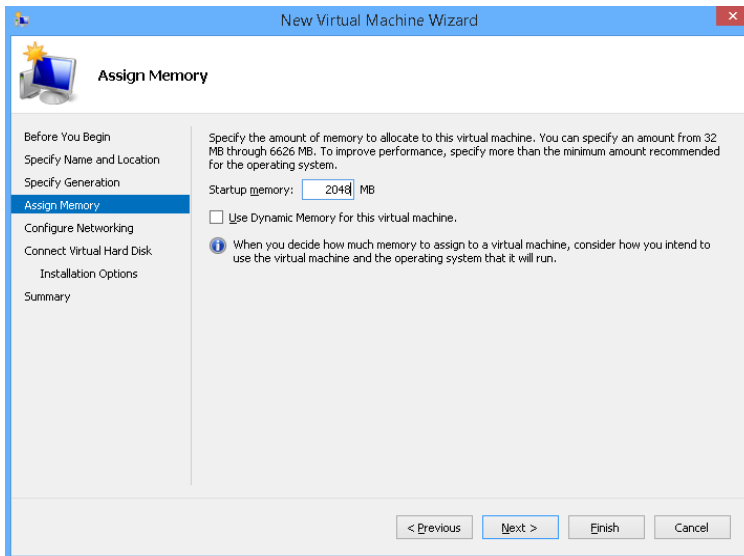 New Virtual Machine Wizard
Assign Memory
Before You Begin
Specify Name and Location
Specify Generation
Assign Memory
Configure Networking
Connect Virtual Hard Disk
Installation Options
Summary
Specify the amount of memory to allocate to this virtual machine. You can specify an amount from 32
MB through 6626 MB. To improve performance, specify more than the minimum amount recommended
for the operating system.
Startup memory: 2048 MB
Use Dynamic Memory for this virtual machine.
When you decide how much memory to assign to a virtual machine, consider how you intend to
use the virtual machine and the operating system that it will run.
< Previous Next > Finish Cancel